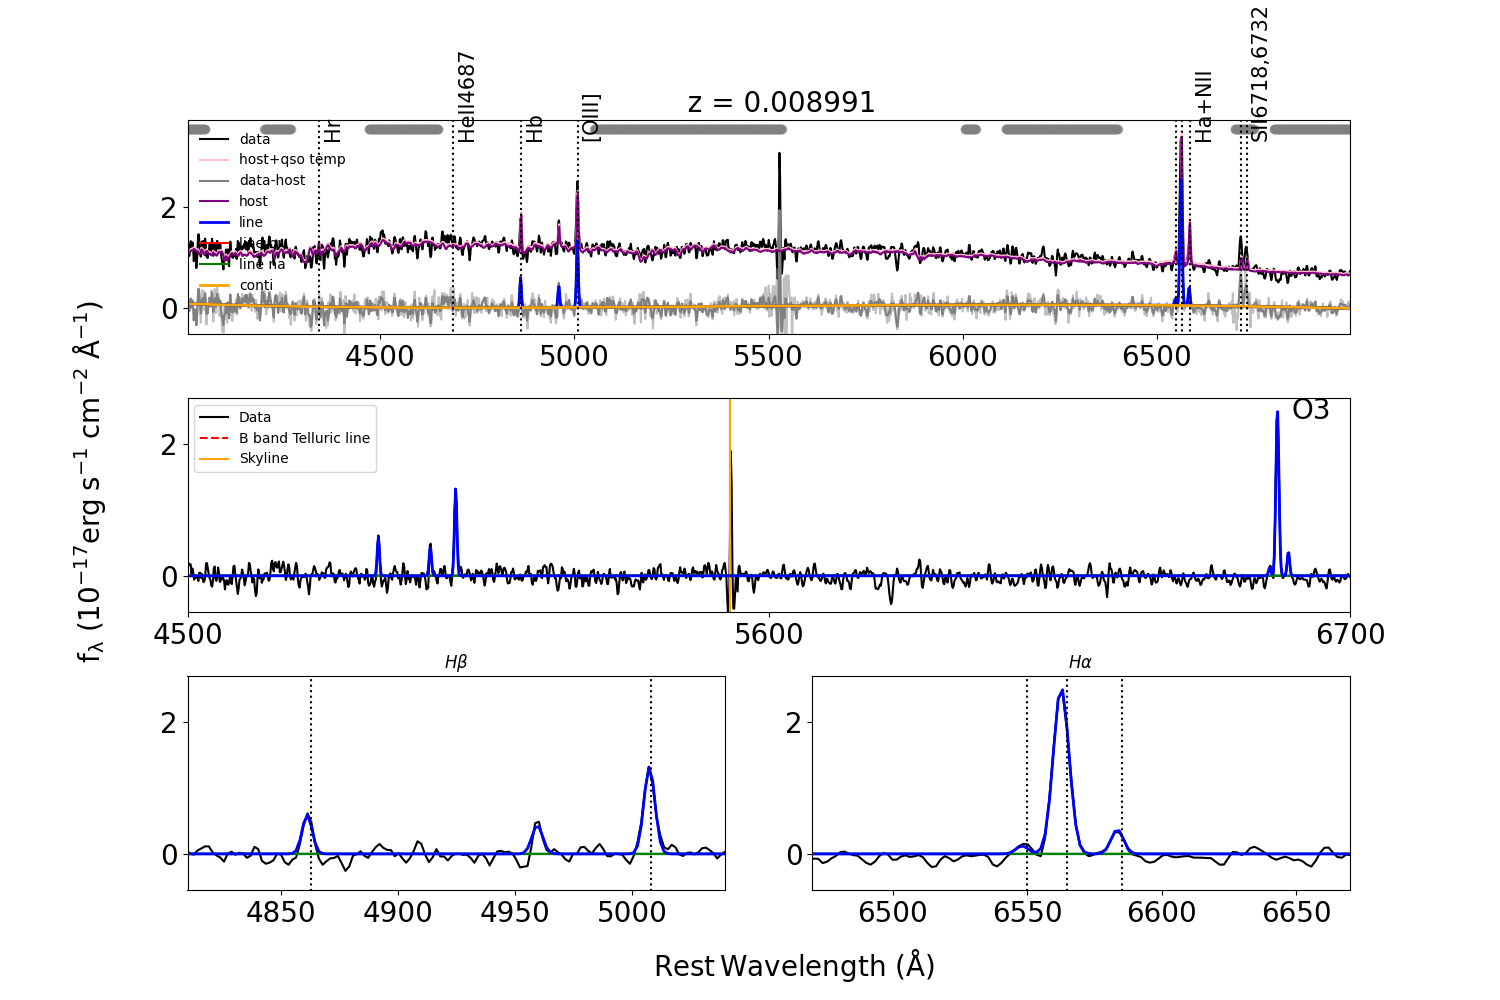 z = 0.008991
Hr
HeII4687
Hb
[OIII]
Ha+NII
SII6718,6732
data
host+qso temp
data-host
host
line
line na
conti
2
0
4500 5000 5500 6000 6500
fλ (10⁻¹⁷erg s⁻¹ cm⁻² Å⁻¹)
Data
B band Telluric line
Skyline
O3
2
0
4500 5600 6700
Hβ
2
0
4850 4900 4950 5000
Hα
2
0
6500 6550 6600 6650
Rest Wavelength (Å)